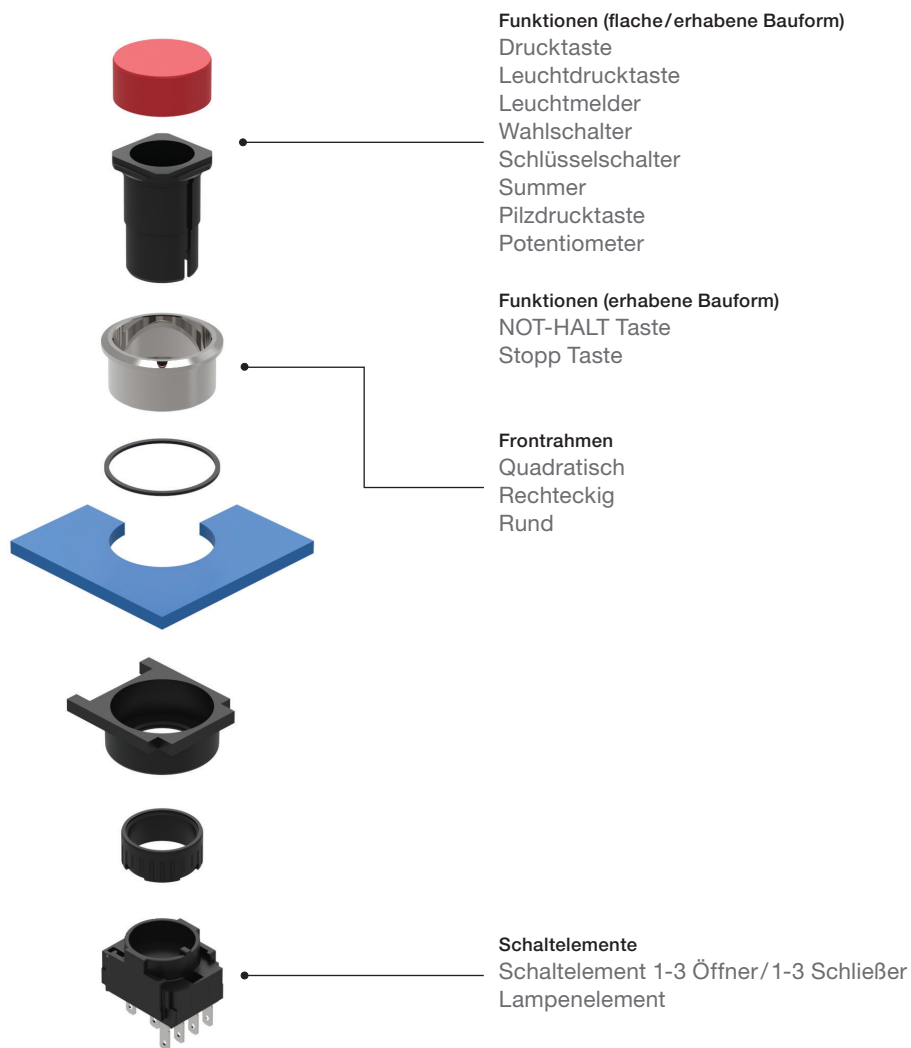 Funktionen (flache/erhabene Bauform)
Drucktaste
Leuchtdrucktaste
Leuchtmelder
Wahlschalter
Schlüsselschalter
Summer
Pilzdrucktaste
Potentiometer
Funktionen (erhabene Bauform)
NOT-HALT Taste
Stopp Taste
Frontrahmen
Quadratisch
Rechteckig
Rund
Schaltelemente
Schaltelement 1-3 Öffner/1-3 Schließer
Lampenelement